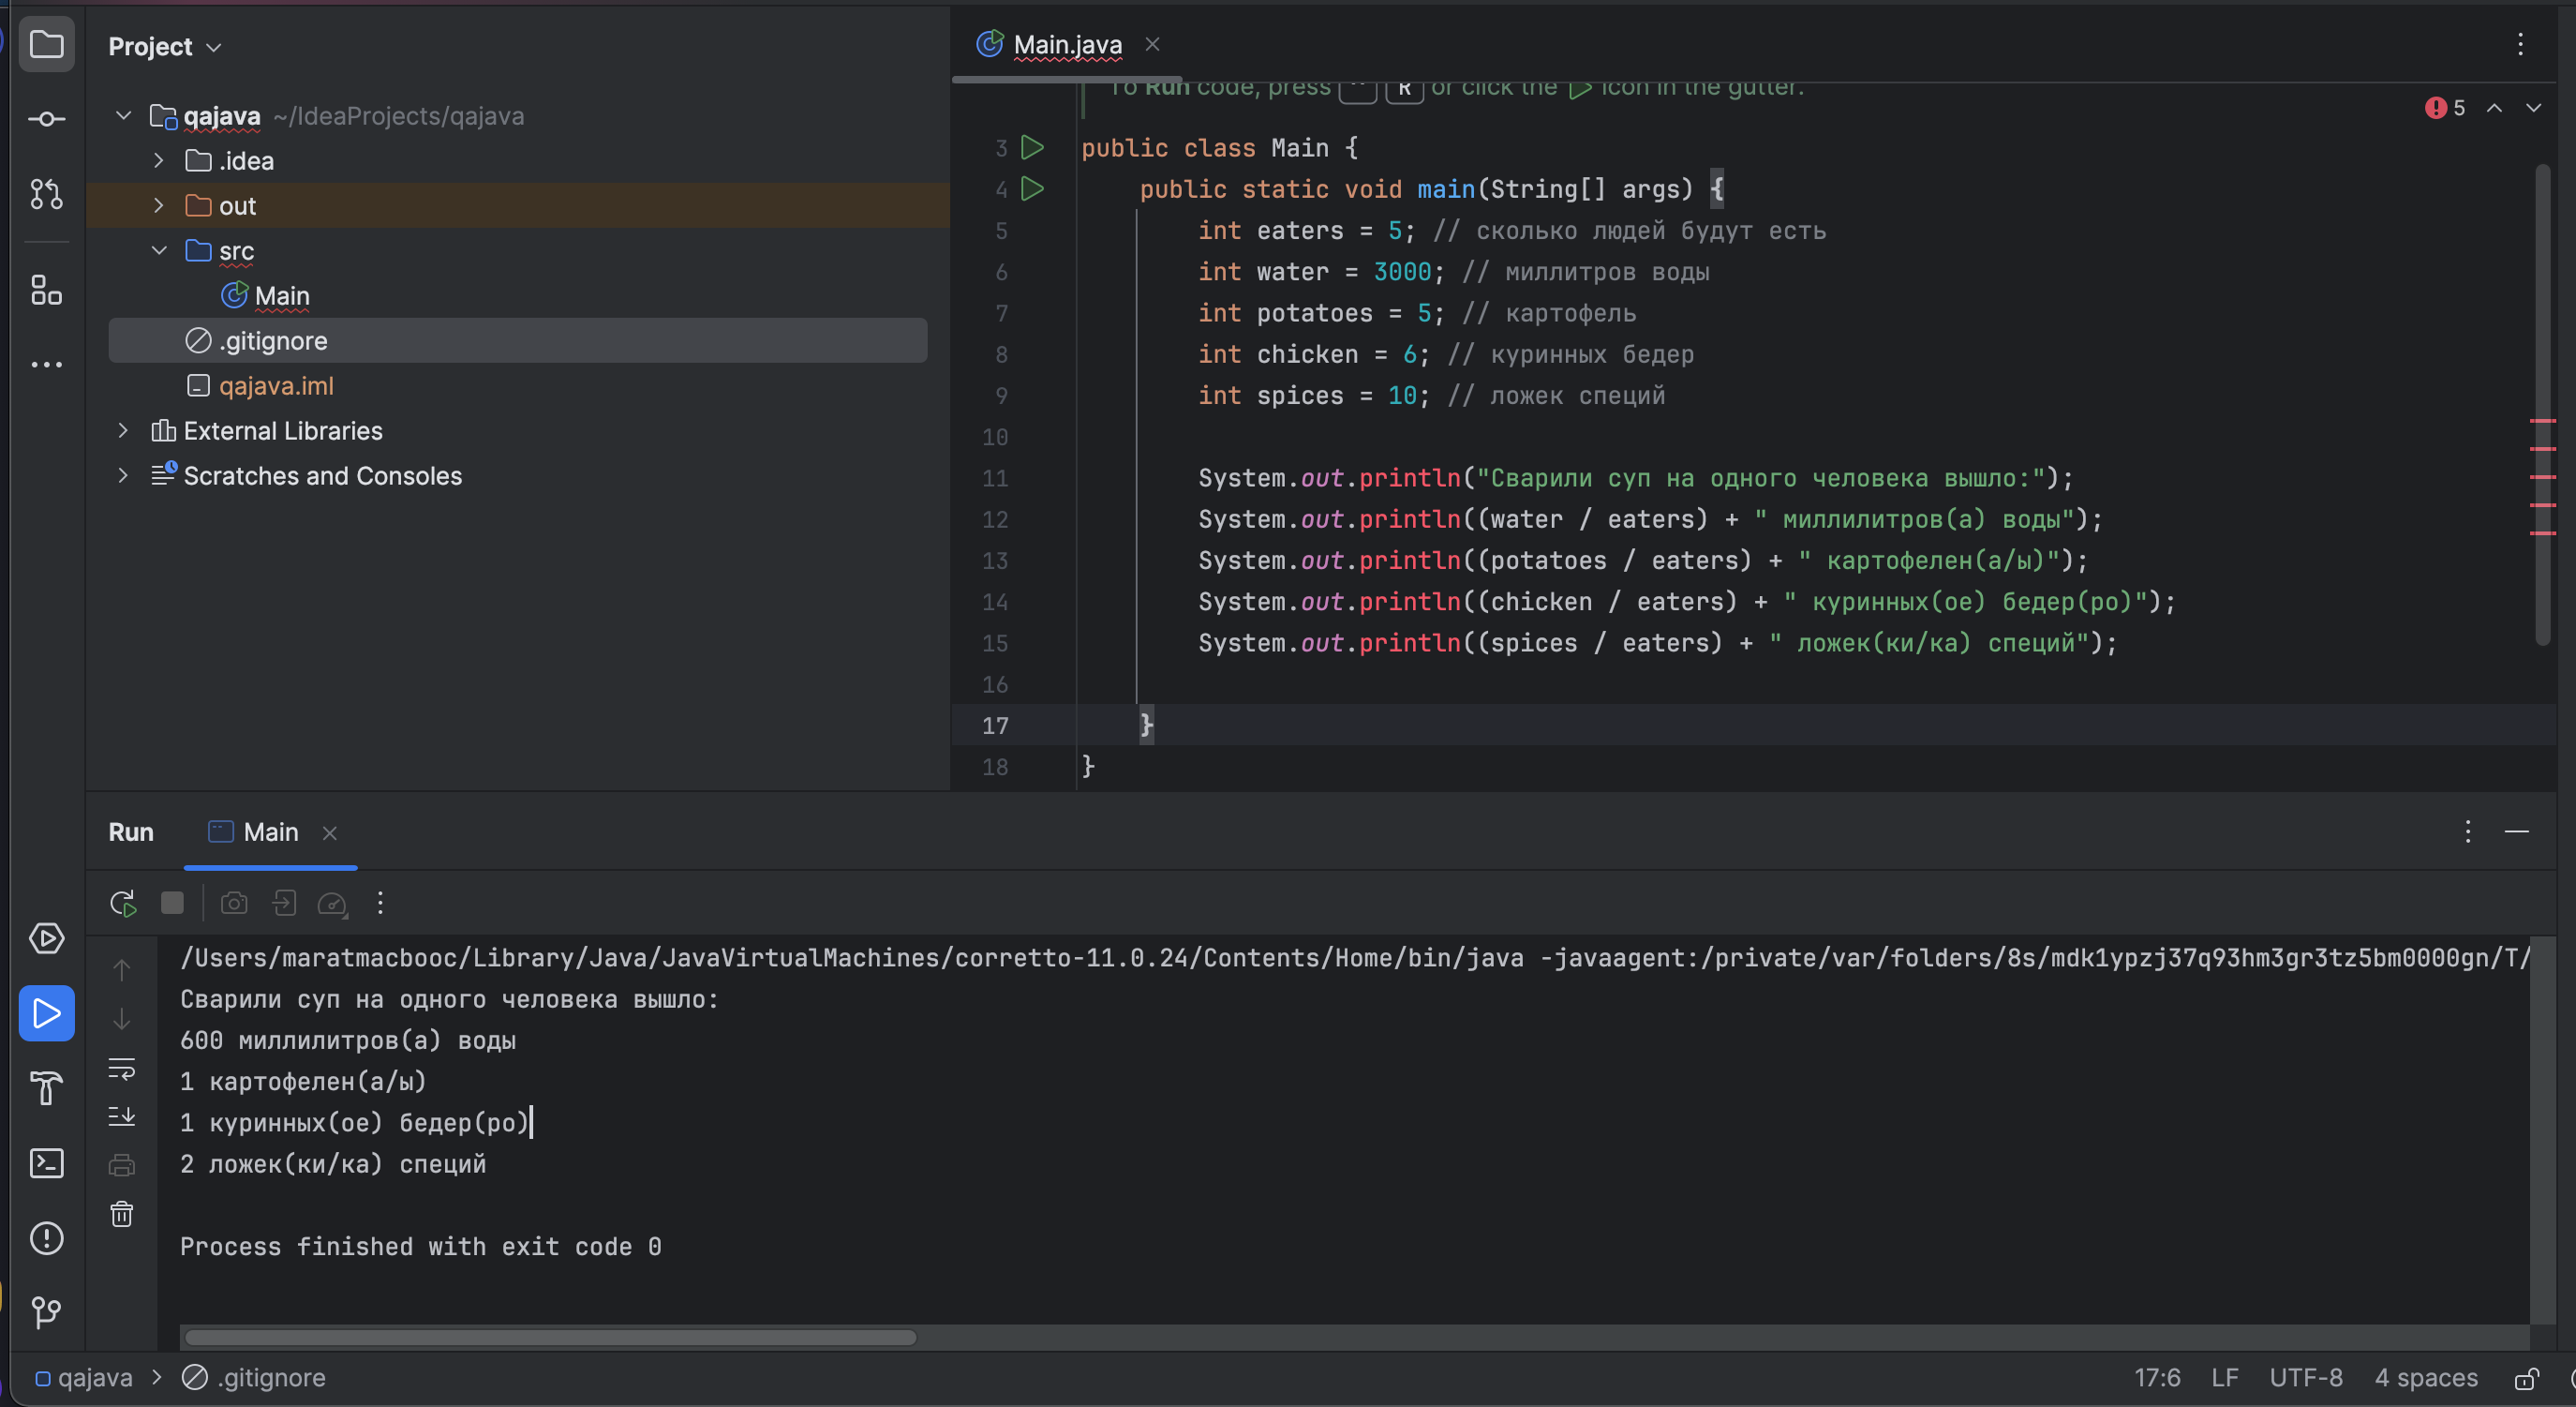 Project
qajava ~/IdeaProjects/qajava
.idea
out
src
Main
.gitignore
qajava.iml
External Libraries
Scratches and Consoles
Main.java
To Run code, press ⌃ R or click the icon in the gutter.
5
3 public class Main {
4 public static void main(String[] args) {
5 int eaters = 5; // сколько людей будут есть
6 int water = 3000; // миллитров воды
7 int potatoes = 5; // картофель
8 int chicken = 6; // куринных бедер
9 int spices = 10; // ложек специй
10
11 System.out.println("Сварили суп на одного человека вышло:");
12 System.out.println((water / eaters) + " миллилитров(а) воды");
13 System.out.println((potatoes / eaters) + " картофелен(а/ы)");
14 System.out.println((chicken / eaters) + " куринных(ое) бедер(ро)");
15 System.out.println((spices / eaters) + " ложек(ки/ка) специй");
16
17 }
18 }
Run Main
/Users/maratmacbooc/Library/Java/JavaVirtualMachines/corretto-11.0.24/Contents/Home/bin/java -javaagent:/private/var/folders/8s/mdk1ypzj37q93hm3gr3tz5bm0000gn/T/
Сварили суп на одного человека вышло:
600 миллилитров(а) воды
1 картофелен(а/ы)
1 куринных(ое) бедер(ро)
2 ложек(ки/ка) специй
Process finished with exit code 0
qajava > .gitignore
17:6 LF UTF-8 4 spaces